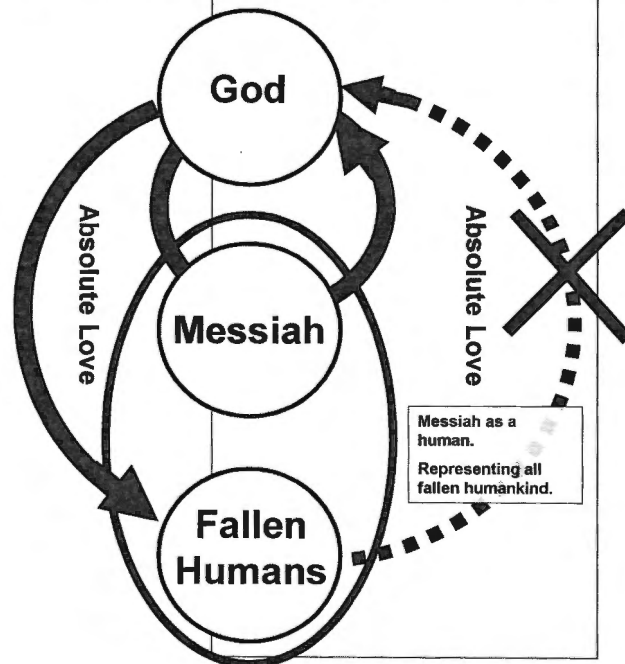 God
Absolute Love
Absolute Love
Messiah
Messiah as a
human.
Representing all
fallen humankind.
Fallen
Humans